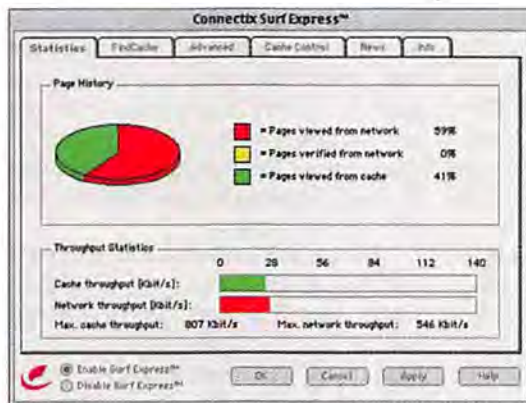 Connectix Surf Express™
Statistics FindCache Advanced Cache Control News Info
Page History
= Pages viewed from network 59%
= Pages verified from network 0%
= Pages viewed from cache 41%
Throughput Statistics
0 28 56 84 112 140
Cache throughput [Kbit/s]:
Network throughput [Kbit/s]:
Max. cache throughput: 807 Kbit/s Max. network throughput: 546 Kbit/s
Enable Surf Express™ OK Cancel Apply Help
Disable Surf Express™